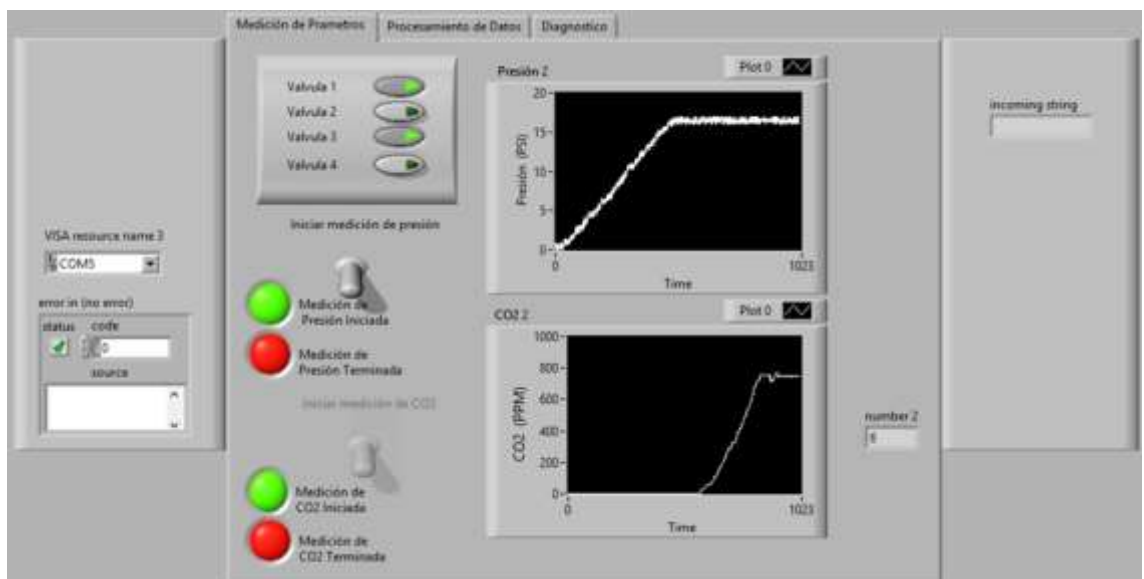 Medición de Prametros
Procesamiento de Datos
Diagnostico
Valvula 1
Valvula 2
Valvula 3
Valvula 4
Iniciar medición de presión
Medición de
Presión Iniciada
Medición de
Presión Terminada
Iniciar medición de CO2
Medición de
CO2 Iniciada
Medición de
CO2 Terminada
VISA resource name 3
COM5
error in (no error)
status
code
0
source
Presión 2
Plot 0
Presión (PSI)
20
15
10
5
0
0
1023
Time
CO2 2
Plot 0
CO2 (PPM)
1000
800
600
400
200
0
0
1023
Time
number 2
6
incoming string